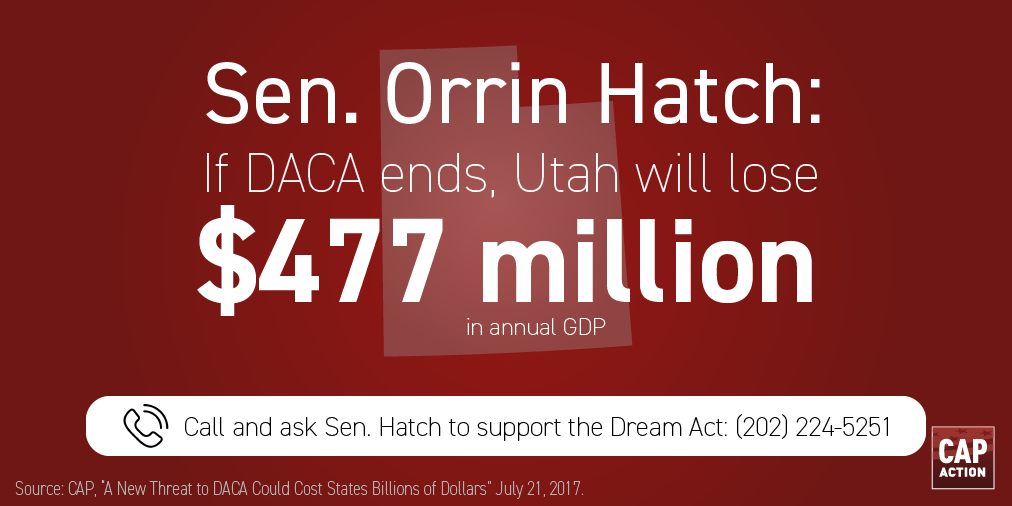 Sen. Orrin Hatch:
If DACA ends, Utah will lose
$477 million
in annual GDP
Call and ask Sen. Hatch to support the Dream Act: (202) 224-5251
CAP
ACTION
Source: CAP, "A New Threat to DACA Could Cost States Billions of Dollars" July 21, 2017.